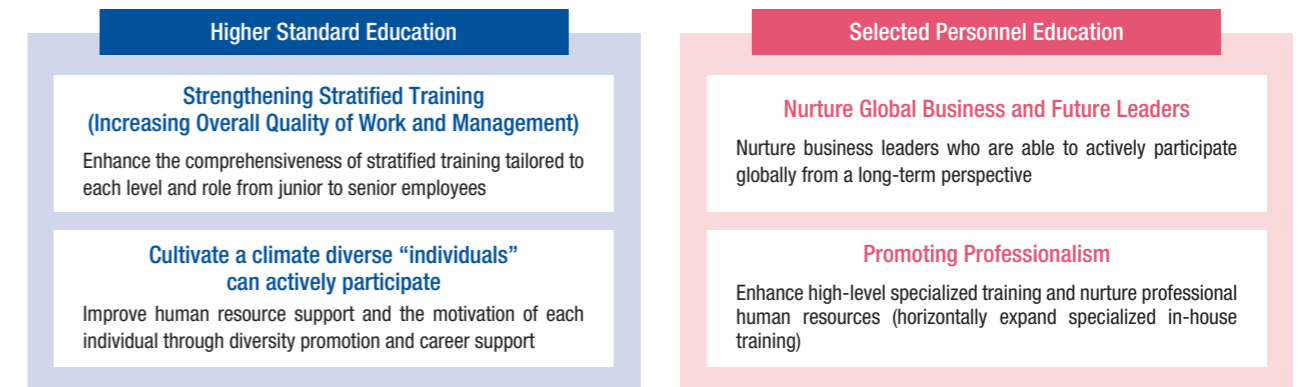 Higher Standard Education
Strengthening Stratified Training
(Increasing Overall Quality of Work and Management)
Enhance the comprehensiveness of stratified training tailored to
each level and role from junior to senior employees
Cultivate a climate diverse “individuals”
can actively participate
Improve human resource support and the motivation of each
individual through diversity promotion and career support
Selected Personnel Education
Nurture Global Business and Future Leaders
Nurture business leaders who are able to actively participate
globally from a long-term perspective
Promoting Professionalism
Enhance high-level specialized training and nurture professional
human resources (horizontally expand specialized in-house
training)